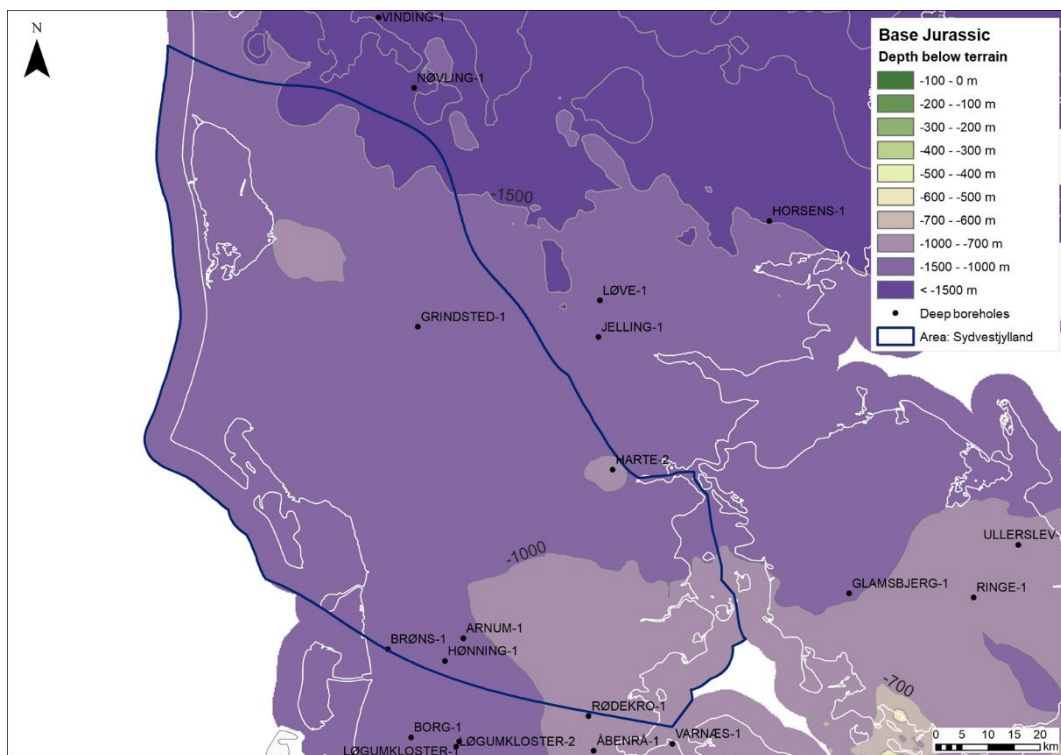 N
VINDING-1
NØVLING-1
-1500
HORSENS-1
LØVE-1
JELLING-1
GRINDSTED-1
HARTE-2
-1000
ULLERSLEV-
GLAMSBJERG-1
RINGE-1
ARNUM-1
BRØNS-1
HØNNING-1
-700
RØDEKRO-1
BORG-1
LØGUMKLOSTER-2
LØGUMKLOSTER-1
ÅBENRÅ-1
VARNÆS-1
Base Jurassic
Depth below terrain
-100 - 0 m
-200 - -100 m
-300 - -200 m
-400 - -300 m
-500 - -400 m
-600 - -500 m
-700 - -600 m
-1000 - -700 m
-1500 - -1000 m
< -1500 m
Deep boreholes
Area: Sydvestjylland
0 5 10 15 20
km